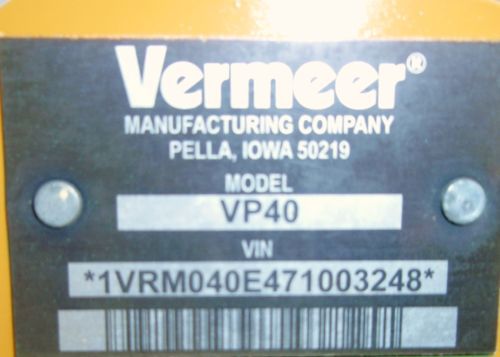 Vermeer®
MANUFACTURING COMPANY
PELLA, IOWA 50219
MODEL
VP40
VIN
*1VRM040E471003248*